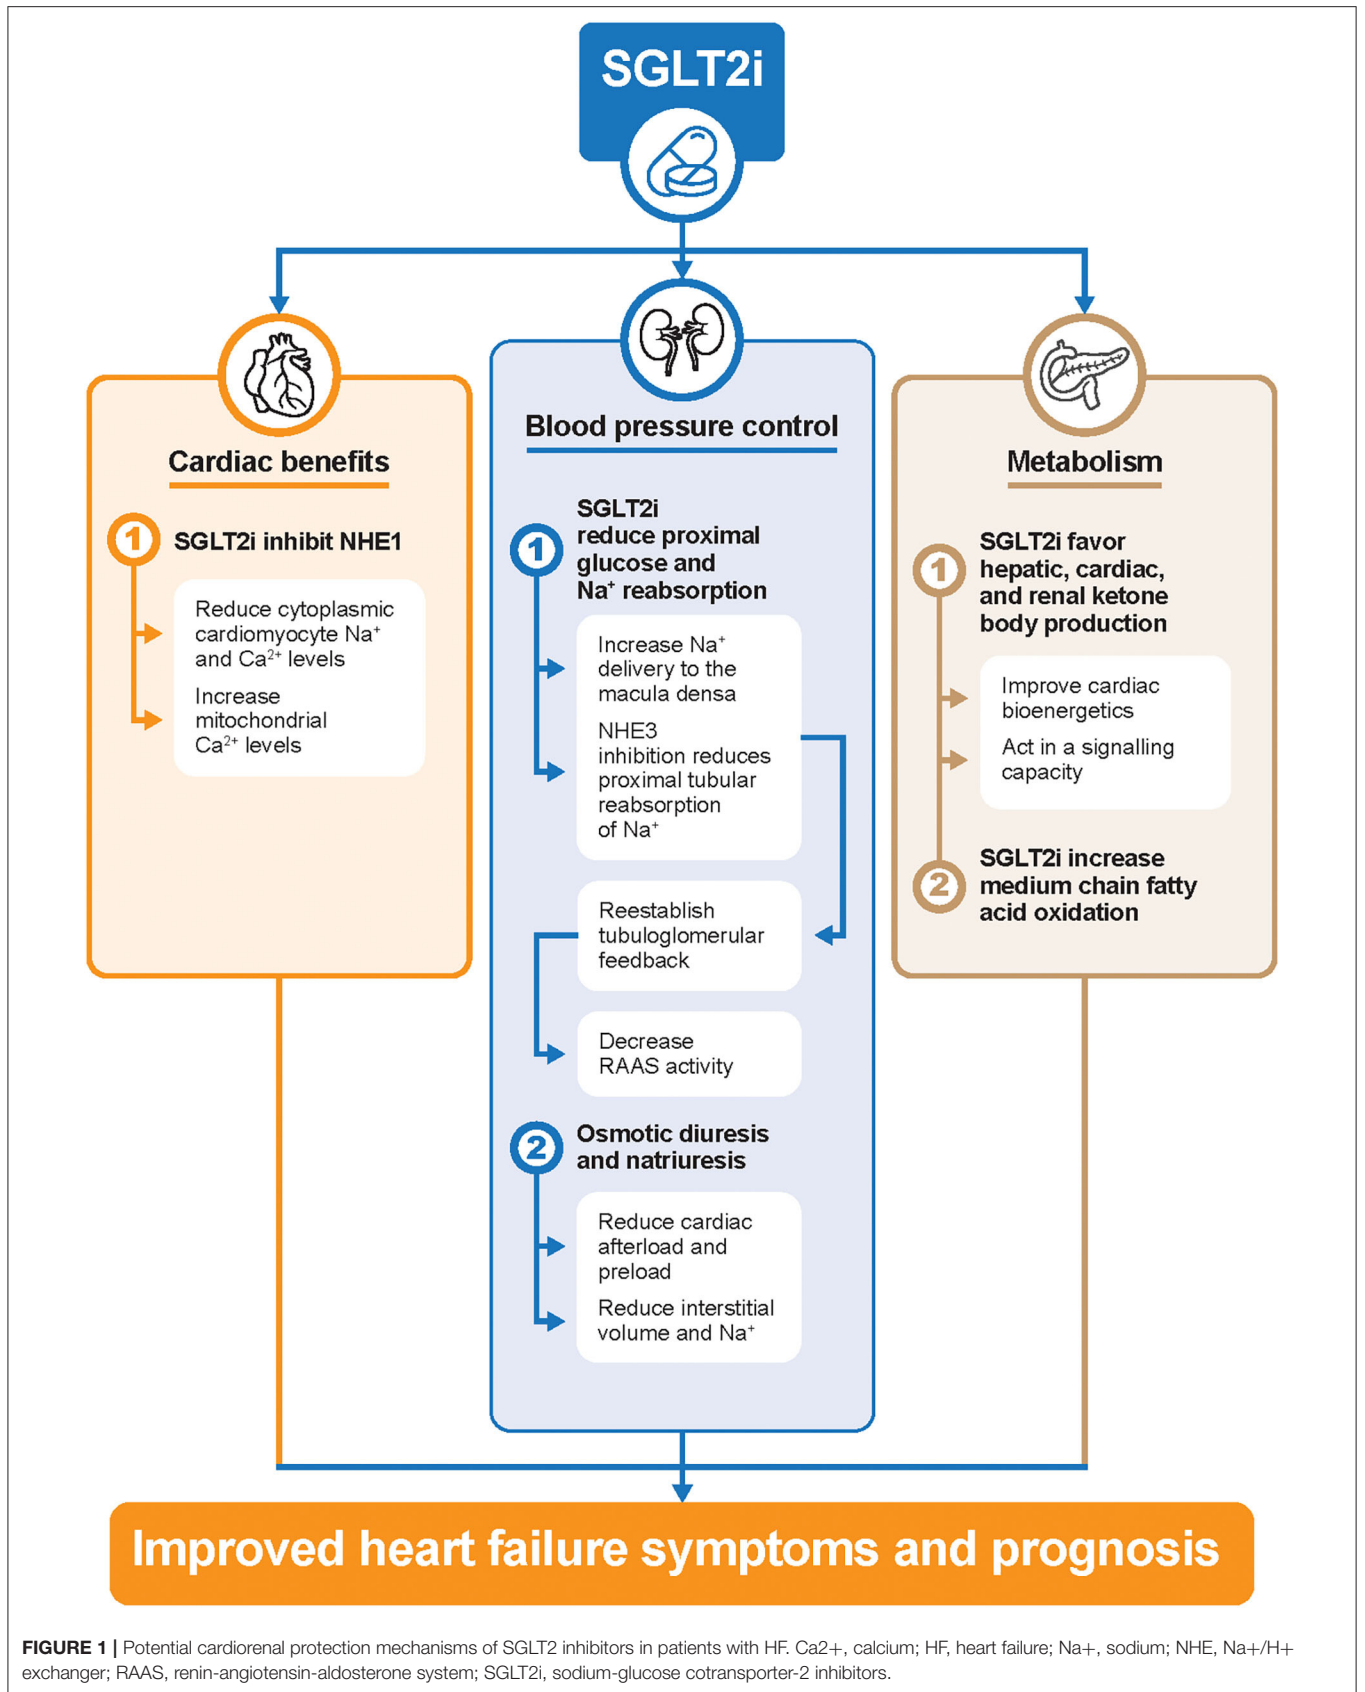 SGLT2i
Cardiac benefits
1
SGLT2i inhibit NHE1
Reduce cytoplasmic
cardiomyocyte Na⁺
and Ca²⁺ levels
Increase
mitochondrial
Ca²⁺ levels
Blood pressure control
1
SGLT2i
reduce proximal
glucose and
Na⁺ reabsorption
Increase Na⁺
delivery to the
macula densa
NHE3
inhibition reduces
proximal tubular
reabsorption
of Na⁺
Reestablish
tubuloglomerular
feedback
Decrease
RAAS activity
2
Osmotic diuresis
and natriuresis
Reduce cardiac
afterload and
preload
Reduce interstitial
volume and Na⁺
Metabolism
1
SGLT2i favor
hepatic, cardiac,
and renal ketone
body production
Improve cardiac
bioenergetics
Act in a signalling
capacity
2
SGLT2i increase
medium chain fatty
acid oxidation
Improved heart failure symptoms and prognosis
FIGURE 1 | Potential cardiorenal protection mechanisms of SGLT2 inhibitors in patients with HF. Ca2+, calcium; HF, heart failure; Na+, sodium; NHE, Na+/H+
exchanger; RAAS, renin-angiotensin-aldosterone system; SGLT2i, sodium-glucose cotransporter-2 inhibitors.